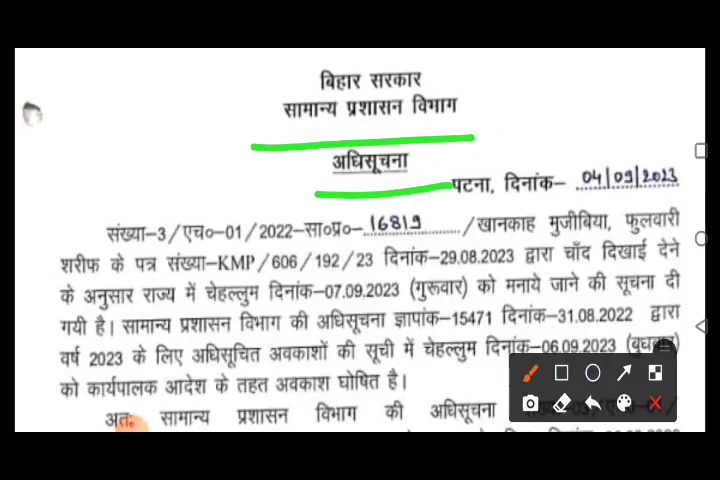 बिहार सरकार
सामान्य प्रशासन विभाग
अधिसूचना
पटना, दिनांक- 04/09/2023
संख्या-3/एच०-01/2022-सा०प्र०- 16819 /खानकाह मुजीबिया, फुलवारी
शरीफ के पत्र संख्या-KMP/606/192/23 दिनांक-29.08.2023 द्वारा चाँद दिखाई देने
के अनुसार राज्य में चेहल्लुम दिनांक-07.09.2023 (गुरूवार) को मनाये जाने की सूचना दी
गयी है। सामान्य प्रशासन विभाग की अधिसूचना ज्ञापांक-15471 दिनांक-31.08.2022 द्वारा
वर्ष 2023 के लिए अधिसूचित अवकाशों की सूची में चेहल्लुम दिनांक-06.09.2023 (बुधवार)
को कार्यपालक आदेश के तहत अवकाश घोषित है।
अतः सामान्य प्रशासन विभाग की अधिसूचना